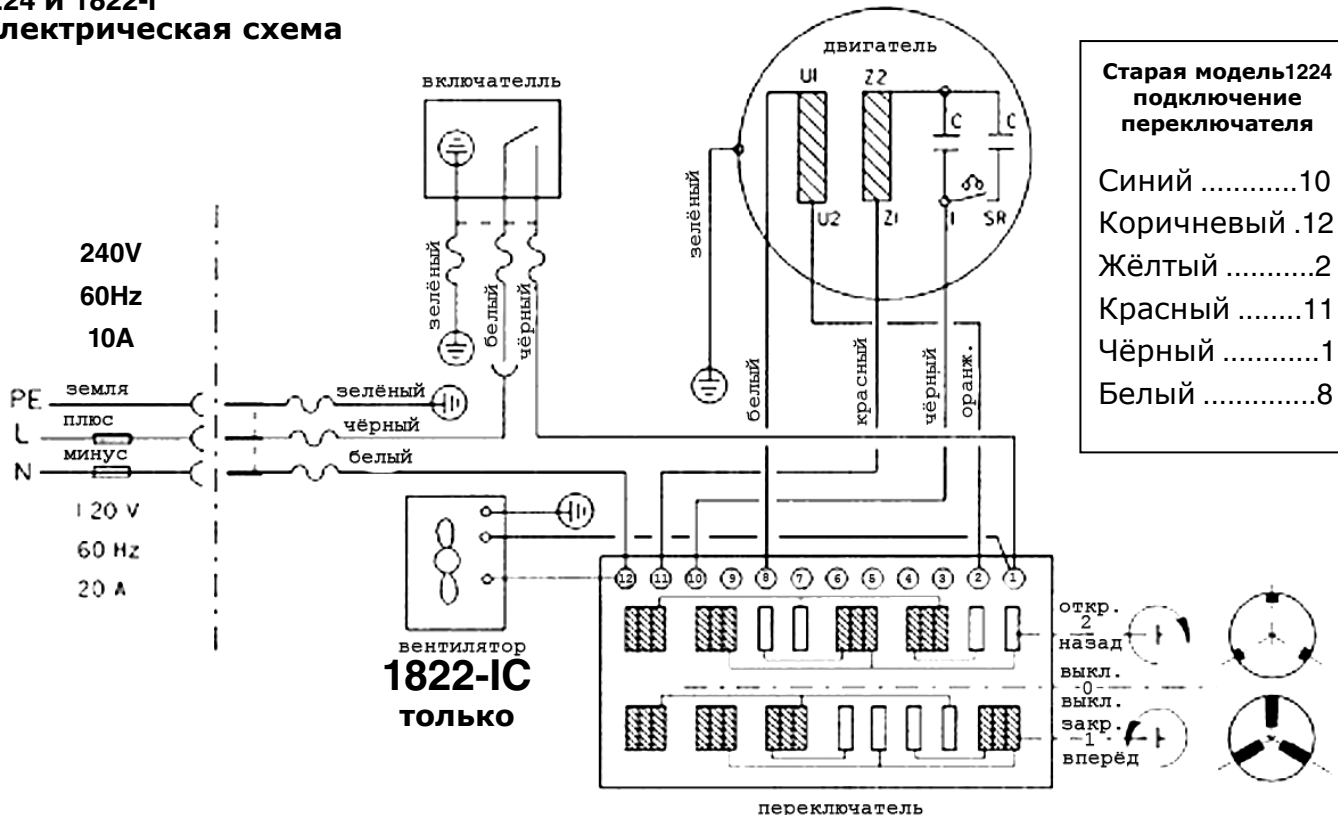 224 и 1822-I
лектрическая схема
включателль
двигатель
U1
Z2
C
C
U2
Z1
1
SR
зелёный
Старая модель1224
подключение
переключателя
Синий ............10
Коричневый .12
Жёлтый ...........2
Красный ........11
Чёрный ............1
Белый ..............8
240V
60Hz
10A
зелёный
белый
чёрный
белый
красный
чёрный
оранж.
PE
земля
зелёный
L
плюс
чёрный
N
минус
белый
120 V
60 Hz
20 A
вентилятор
1822-IC
только
12 11 10 9 8 7 6 5 4 3 2 1
откр.
2
назад
выкл.
0
выкл.
закр.
1
вперёд
переключатель